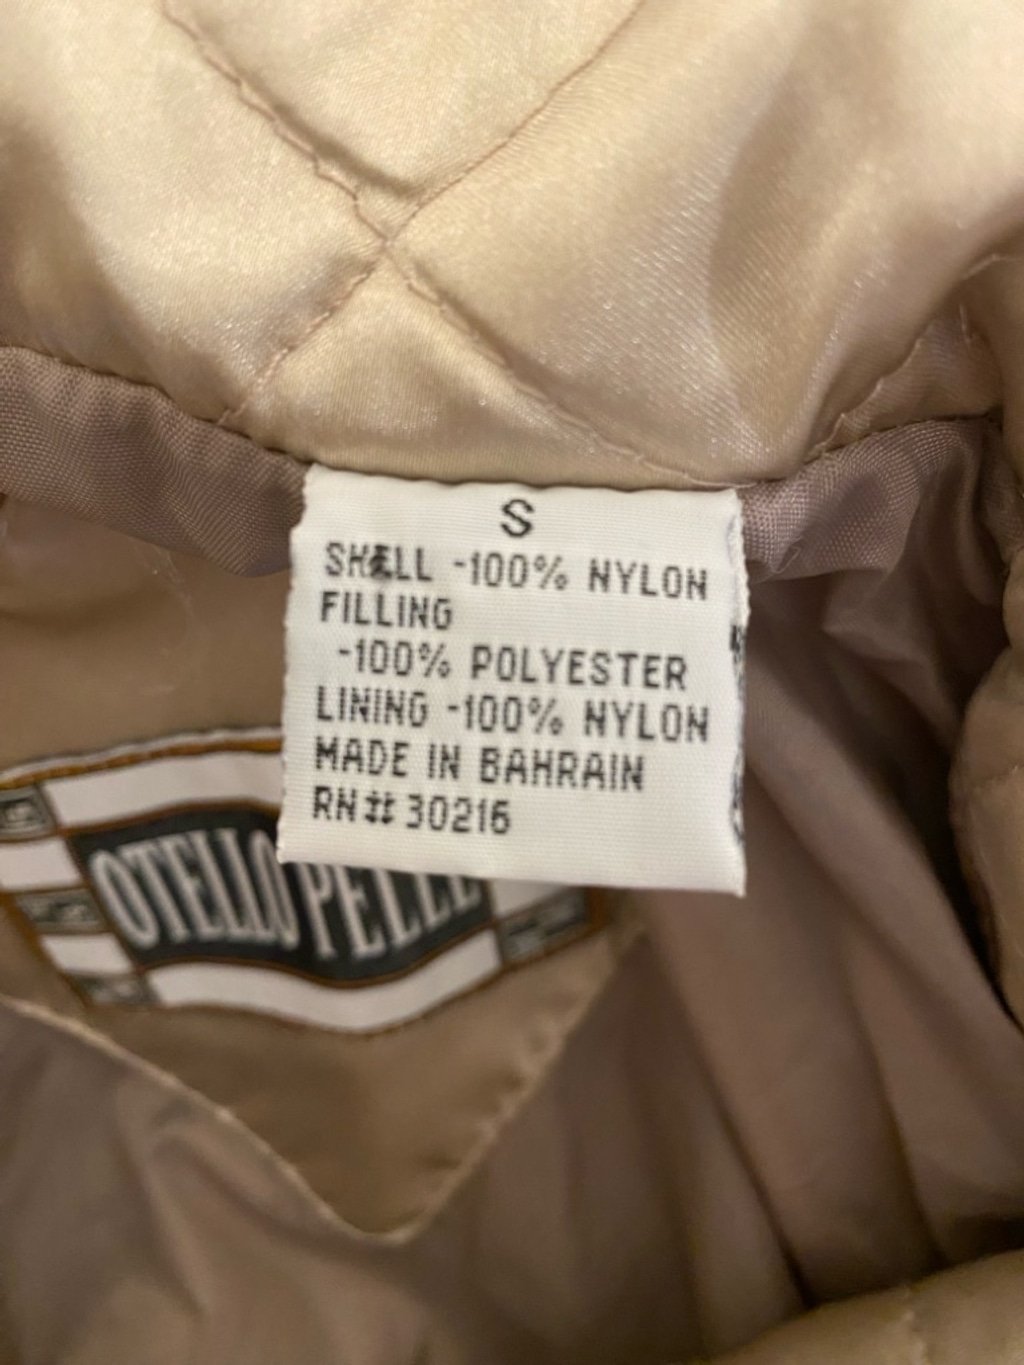 S
SHELL -100% NYLON
FILLING
-100% POLYESTER
LINING -100% NYLON
MADE IN BAHRAIN
RN# 30216
OTELLO PELLE